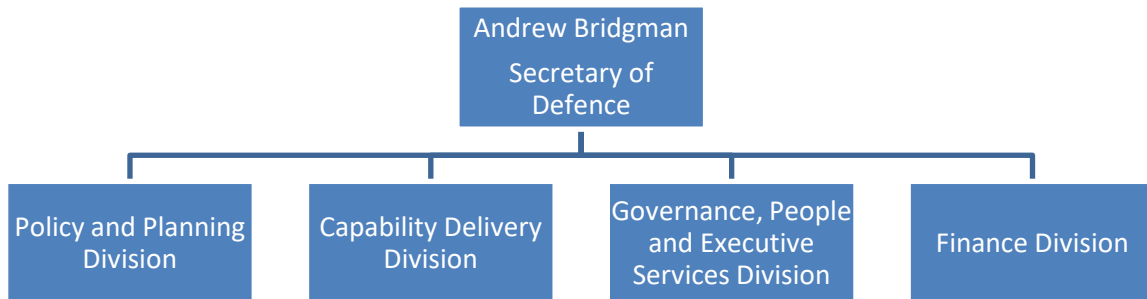 Andrew Bridgman
Secretary of
Defence
Policy and Planning
Division
Capability Delivery
Division
Governance, People
and Executive
Services Division
Finance Division